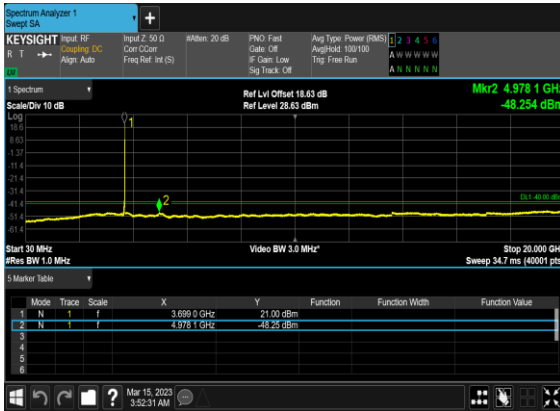 Spectrum Analyzer 1
Swept SA
+
KEYSIGHT Input: RF Input Z: 50 Ω #Atten: 20 dB PNO: Fast Avg Type: Power (RMS) 1 2 3 4 5 6
R T Coupling: DC Corr CCorr Gate: Off Avg|Hold: 100/100 A W W W W W
Align: Auto Freq Ref: Int (S) IF Gain: Low Trig: Free Run
Sig Track: Off A N N N N N
1 Spectrum Ref Lvl Offset 18.63 dB Mkr2 4.978 1 GHz
Scale/Div 10 dB Ref Level 28.63 dBm -48.254 dBm
Log
18.6
8.63
-1.37
-11.4
-21.4
-31.4
-41.4
-51.4
-61.4
1
2
DL1 -40.00 dBm
Start 30 MHz Video BW 3.0 MHz* Stop 20.000 GHz
#Res BW 1.0 MHz Sweep 34.7 ms (40001 pts)
5 Marker Table
Mode Trace Scale X Y Function Function Width Function Value
1 N 1 f 3.699 0 GHz 21.00 dBm
2 N 1 f 4.978 1 GHz -48.25 dBm
3
4
5
6
? Mar 15, 2023
3:52:31 AM